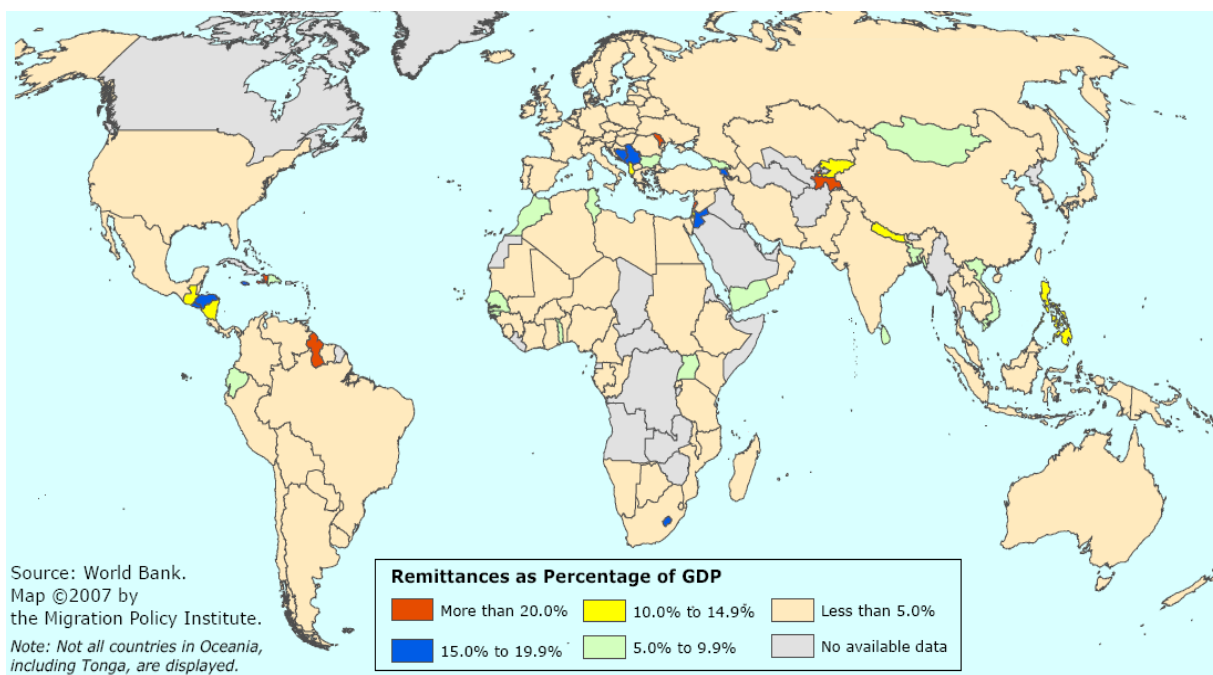 Source: World Bank.
Map ©2007 by
the Migration Policy Institute.
Note: Not all countries in Oceania,
including Tonga, are displayed.
Remittances as Percentage of GDP
More than 20.0%
10.0% to 14.9%
Less than 5.0%
15.0% to 19.9%
5.0% to 9.9%
No available data